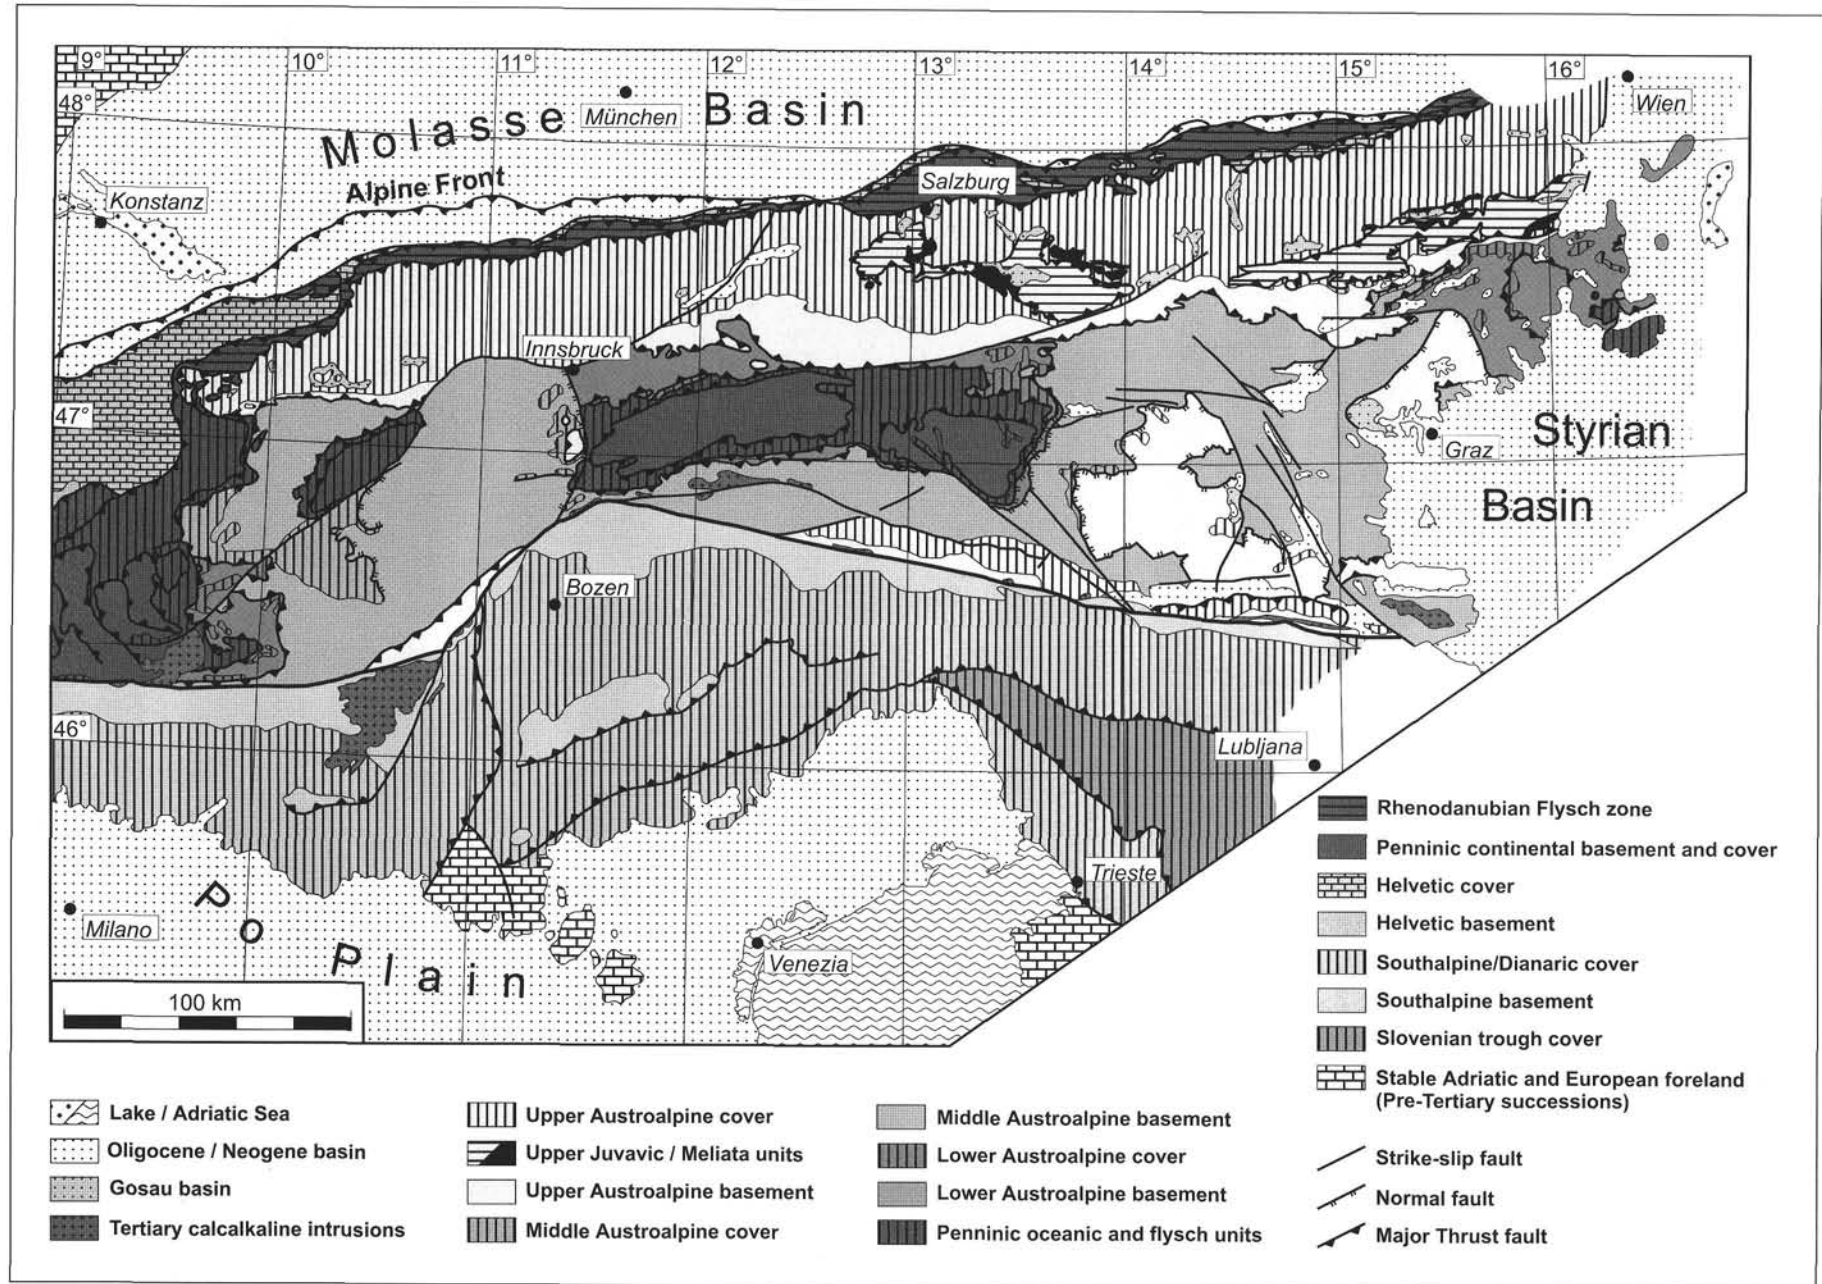 9°
10°
11°
12°
13°
14°
15°
16°
48°
47°
46°
Molasse Basin
München
Wien
Alpine Front
Konstanz
Salzburg
Innsbruck
Graz
Styrian
Basin
Bozen
Lubljana
Trieste
Milano
Venezia
Po Plain
100 km
Rhenodanubian Flysch zone
Penninic continental basement and cover
Helvetic cover
Helvetic basement
Southalpine/Dianaric cover
Southalpine basement
Slovenian trough cover
Stable Adriatic and European foreland
(Pre-Tertiary successions)
Strike-slip fault
Normal fault
Major Thrust fault
Lake / Adriatic Sea
Oligocene / Neogene basin
Gosau basin
Tertiary calcalkaline intrusions
Upper Austroalpine cover
Upper Juvavic / Meliata units
Upper Austroalpine basement
Middle Austroalpine cover
Middle Austroalpine basement
Lower Austroalpine cover
Lower Austroalpine basement
Penninic oceanic and flysch units